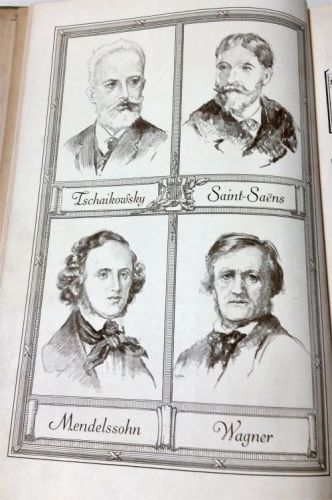 Tschaikowsky Saint-Saëns
Mendelssohn Wagner